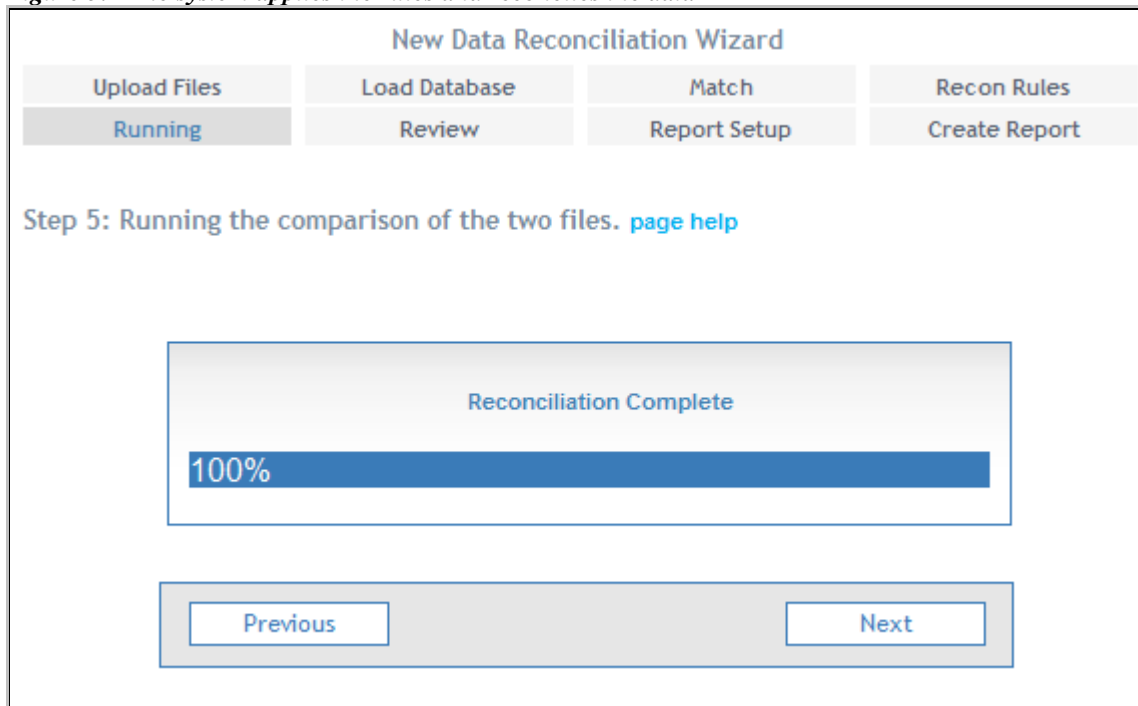 New Data Reconciliation Wizard
Upload Files Load Database Match Recon Rules
Running Review Report Setup Create Report
Step 5: Running the comparison of the two files. page help
Reconciliation Complete
100%
Previous Next